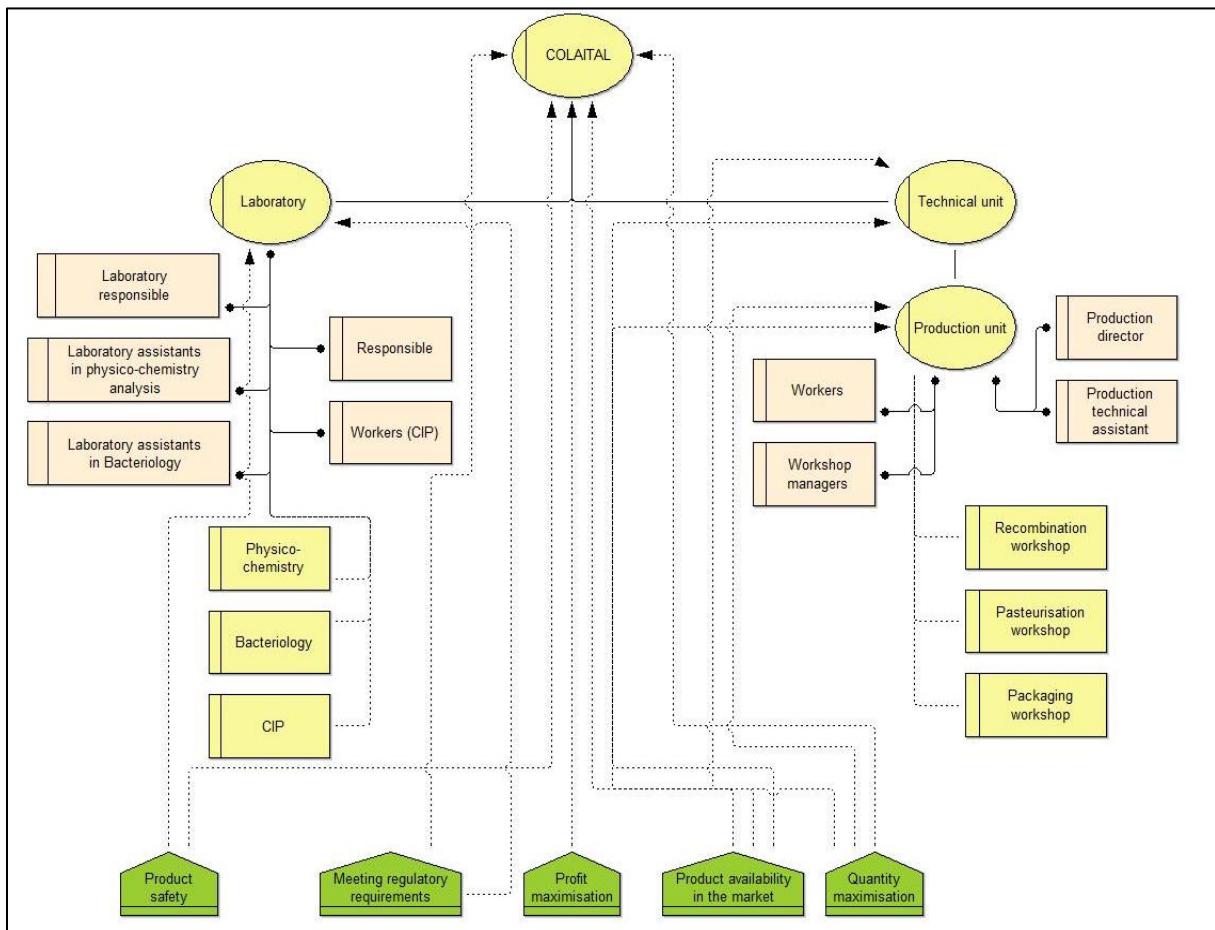 COLAITAL
Laboratory
Technical unit
Laboratory
responsible
Responsible
Production unit
Production
director
Laboratory assistants
in physico-chemistry
analysis
Workers
Production
technical
assistant
Laboratory assistants
in Bacteriology
Workers (CIP)
Workshop
managers
Physico-
chemistry
Recombination
workshop
Bacteriology
Pasteurisation
workshop
CIP
Packaging
workshop
Product
safety
Meeting regulatory
requirements
Profit
maximisation
Product availability
in the market
Quantity
maximisation